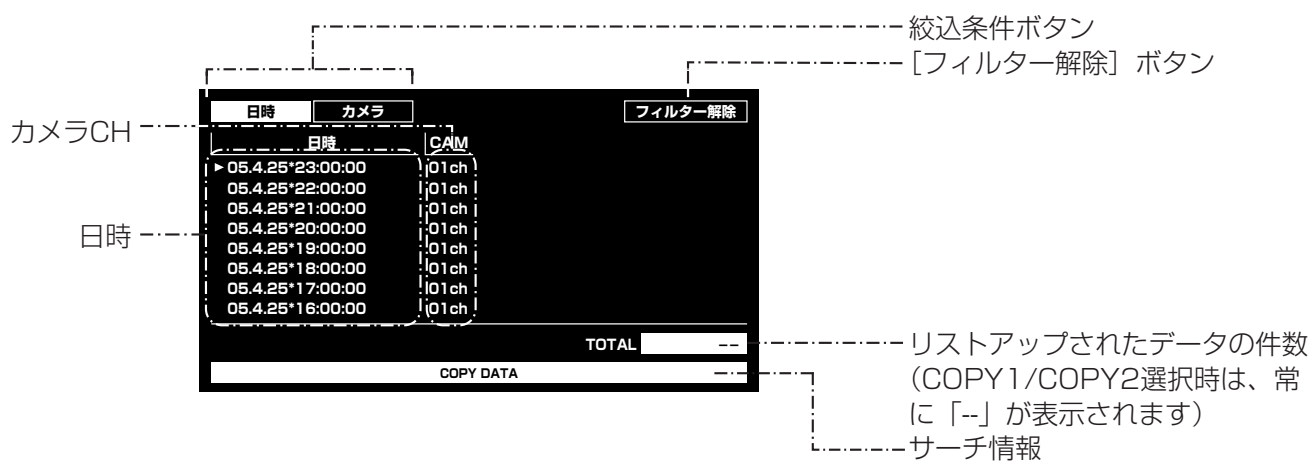 絞込条件ボタン
[フィルター解除] ボタン
日時 カメラ フィルター解除
カメラCH
日時 CAM
►05.4.25*23:00:00 01ch
05.4.25*22:00:00 01ch
05.4.25*21:00:00 01ch
05.4.25*20:00:00 01ch
05.4.25*19:00:00 01ch
05.4.25*18:00:00 01ch
05.4.25*17:00:00 01ch
05.4.25*16:00:00 01ch
日時
TOTAL --
COPY DATA
リストアップされたデータの件数
(COPY1/COPY2選択時は、常
に「--」が表示されます)
サーチ情報